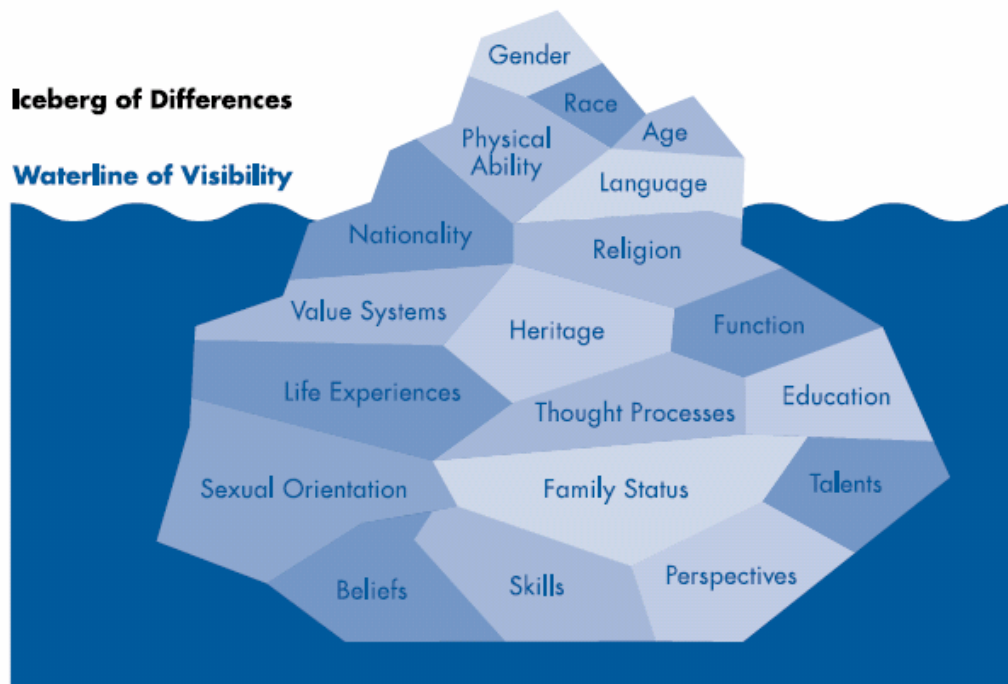 Gender
Iceberg of Differences
Race
Age
Physical
Ability
Waterline of Visibility
Language
Nationality
Religion
Value Systems
Heritage
Function
Life Experiences
Thought Processes
Education
Sexual Orientation
Family Status
Talents
Beliefs
Skills
Perspectives